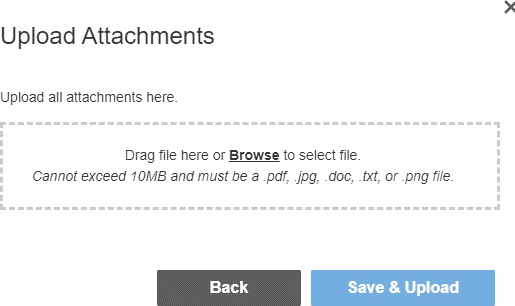 Upload Attachments
Upload all attachments here.
Drag file here or Browse to select file.
Cannot exceed 10MB and must be a .pdf, .jpg, .doc, .txt, or .png file.
Back
Save & Upload